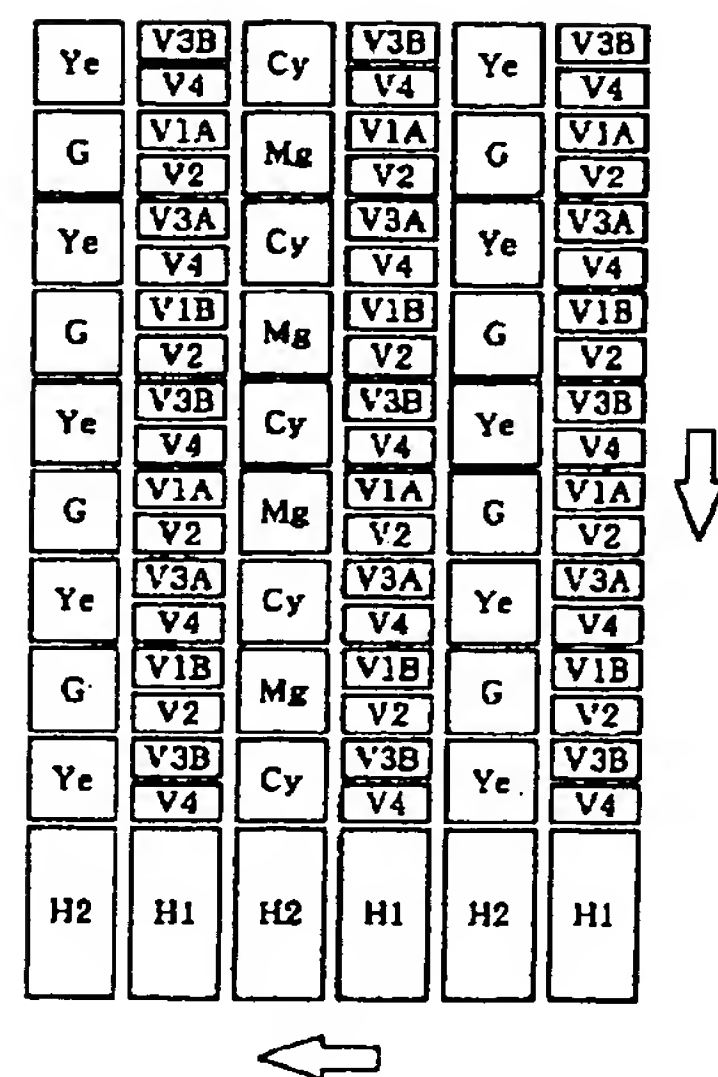 Ye V3B Cy V3B Ye V3B
V4 V4 V4
G V1A Mg V1A G V1A
V2 V2 V2
Ye V3A Cy V3A Ye V3A
V4 V4 V4
G V1B Mg V1B G V1B
V2 V2 V2
Ye V3B Cy V3B Ye V3B
V4 V4 V4
G V1A Mg V1A G V1A
V2 V2 V2
Ye V3A Cy V3A Ye V3A
V4 V4 V4
G V1B Mg V1B G V1B
V2 V2 V2
Ye V3B Cy V3B Ye V3B
V4 V4 V4
H2 H1 H2 H1 H2 H1